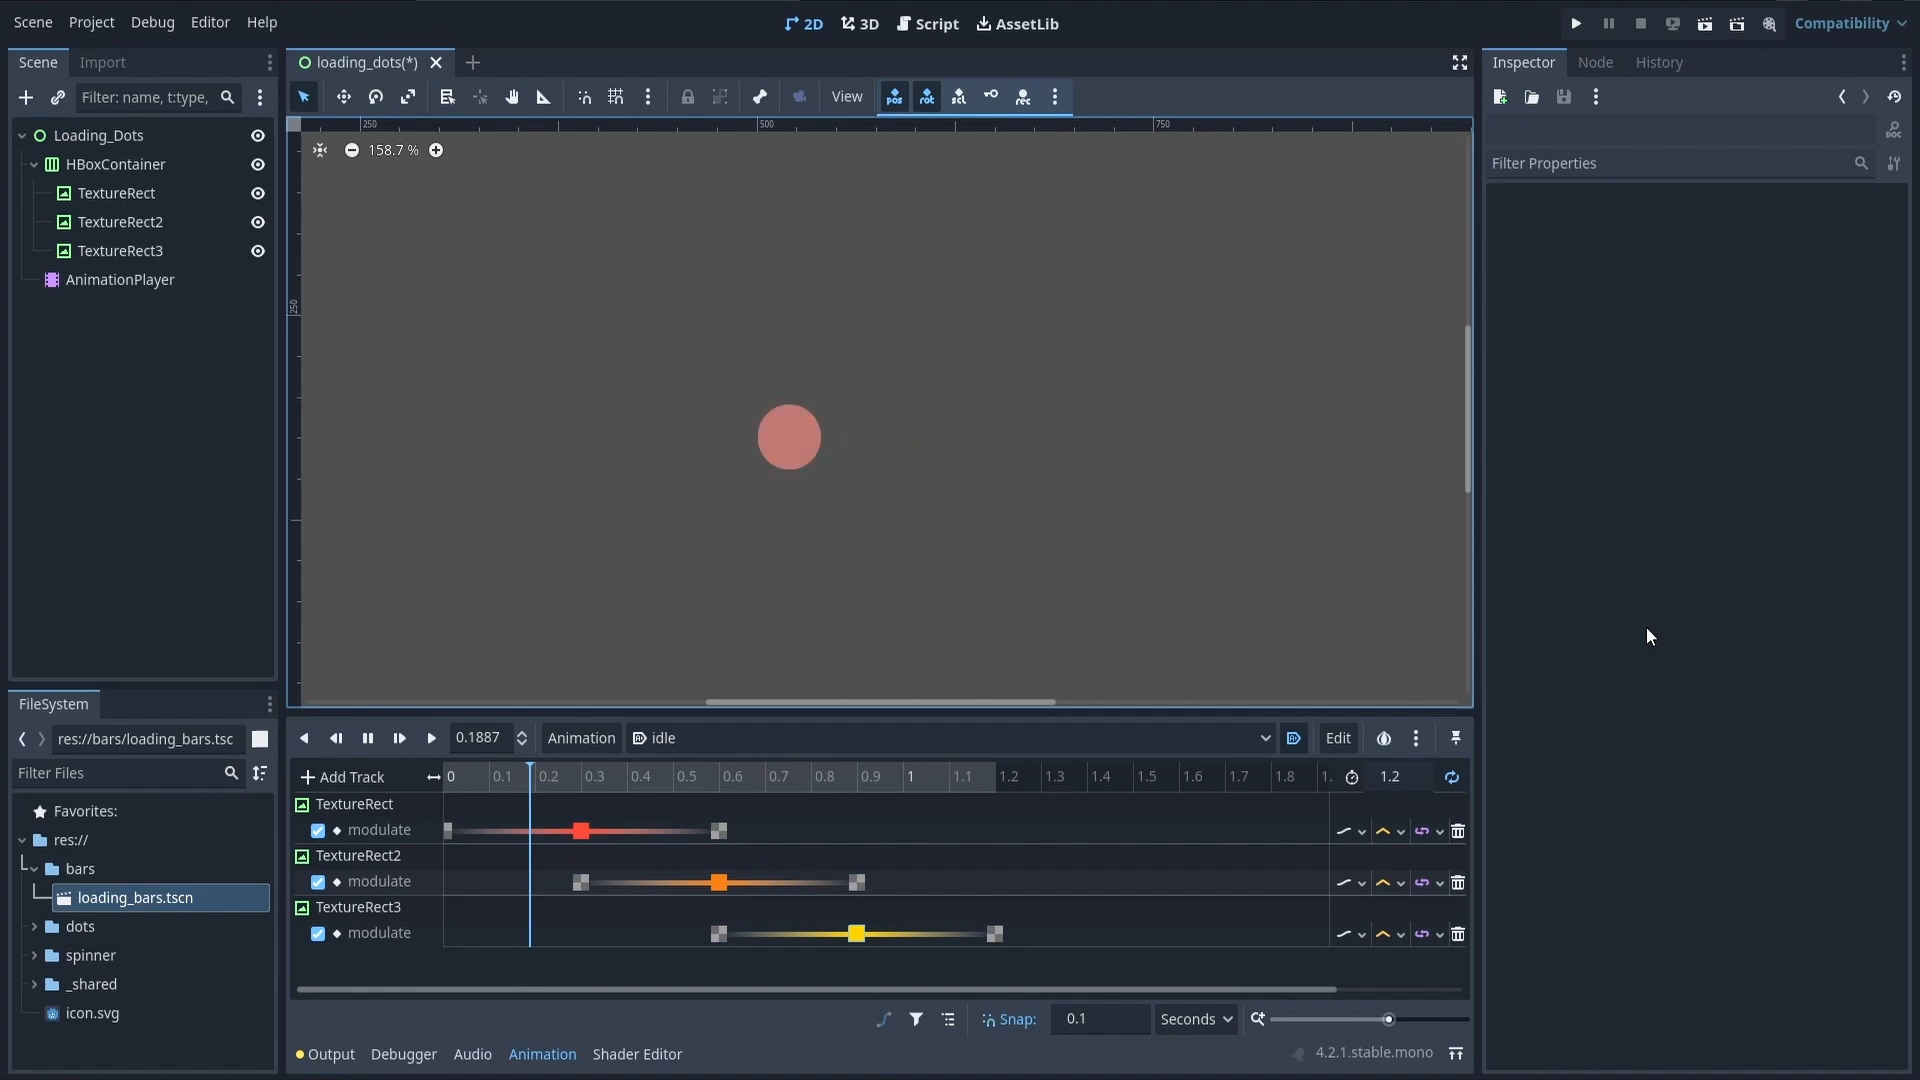 Scene Project Debug Editor Help
2D 3D Script AssetLib
Compatibility
Scene Import
Filter: name, t:type,
Loading_Dots
HBoxContainer
TextureRect
TextureRect2
TextureRect3
AnimationPlayer
loading_dots(*)
View
250 500 750
250
158.7 %
Inspector Node History
DOC
Filter Properties
FileSystem
res://bars/loading_bars.tsc
Filter Files
Favorites:
res://
bars
loading_bars.tscn
dots
spinner
_shared
icon.svg
0.1887 Animation idle Edit
Add Track 0 0.1 0.2 0.3 0.4 0.5 0.6 0.7 0.8 0.9 1 1.1 1.2 1.3 1.4 1.5 1.6 1.7 1.8 1. 1.2
TextureRect
modulate
TextureRect2
modulate
TextureRect3
modulate
Snap: 0.1 Seconds
Output Debugger Audio Animation Shader Editor
4.2.1.stable.mono